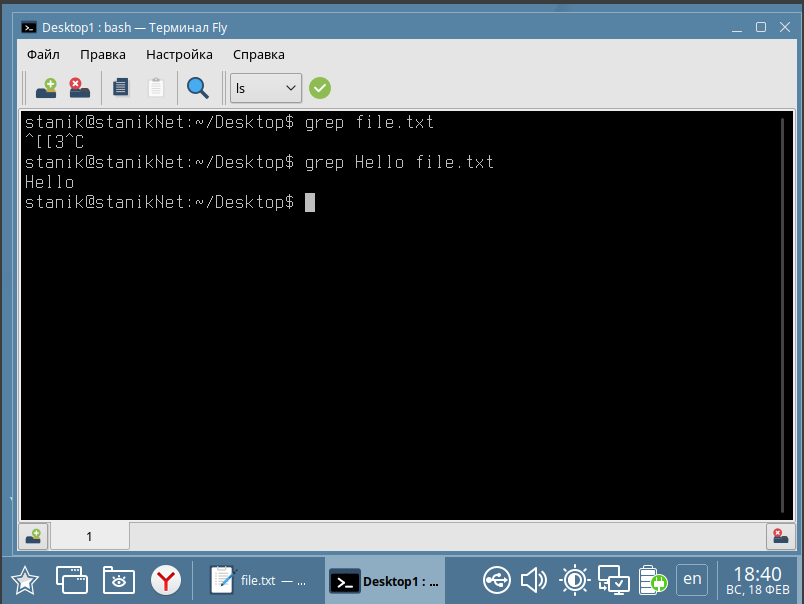 Desktop1 : bash — Терминал Fly
Файл Правка Настройка Справка
ls
stanik@stanikNet:~/Desktop$ grep file.txt
^[[3^C
stanik@stanikNet:~/Desktop$ grep Hello file.txt
Hello
stanik@stanikNet:~/Desktop$
1
file.txt — ...
Desktop1 : ...
en
18:40
ВС, 18 ФЕВ